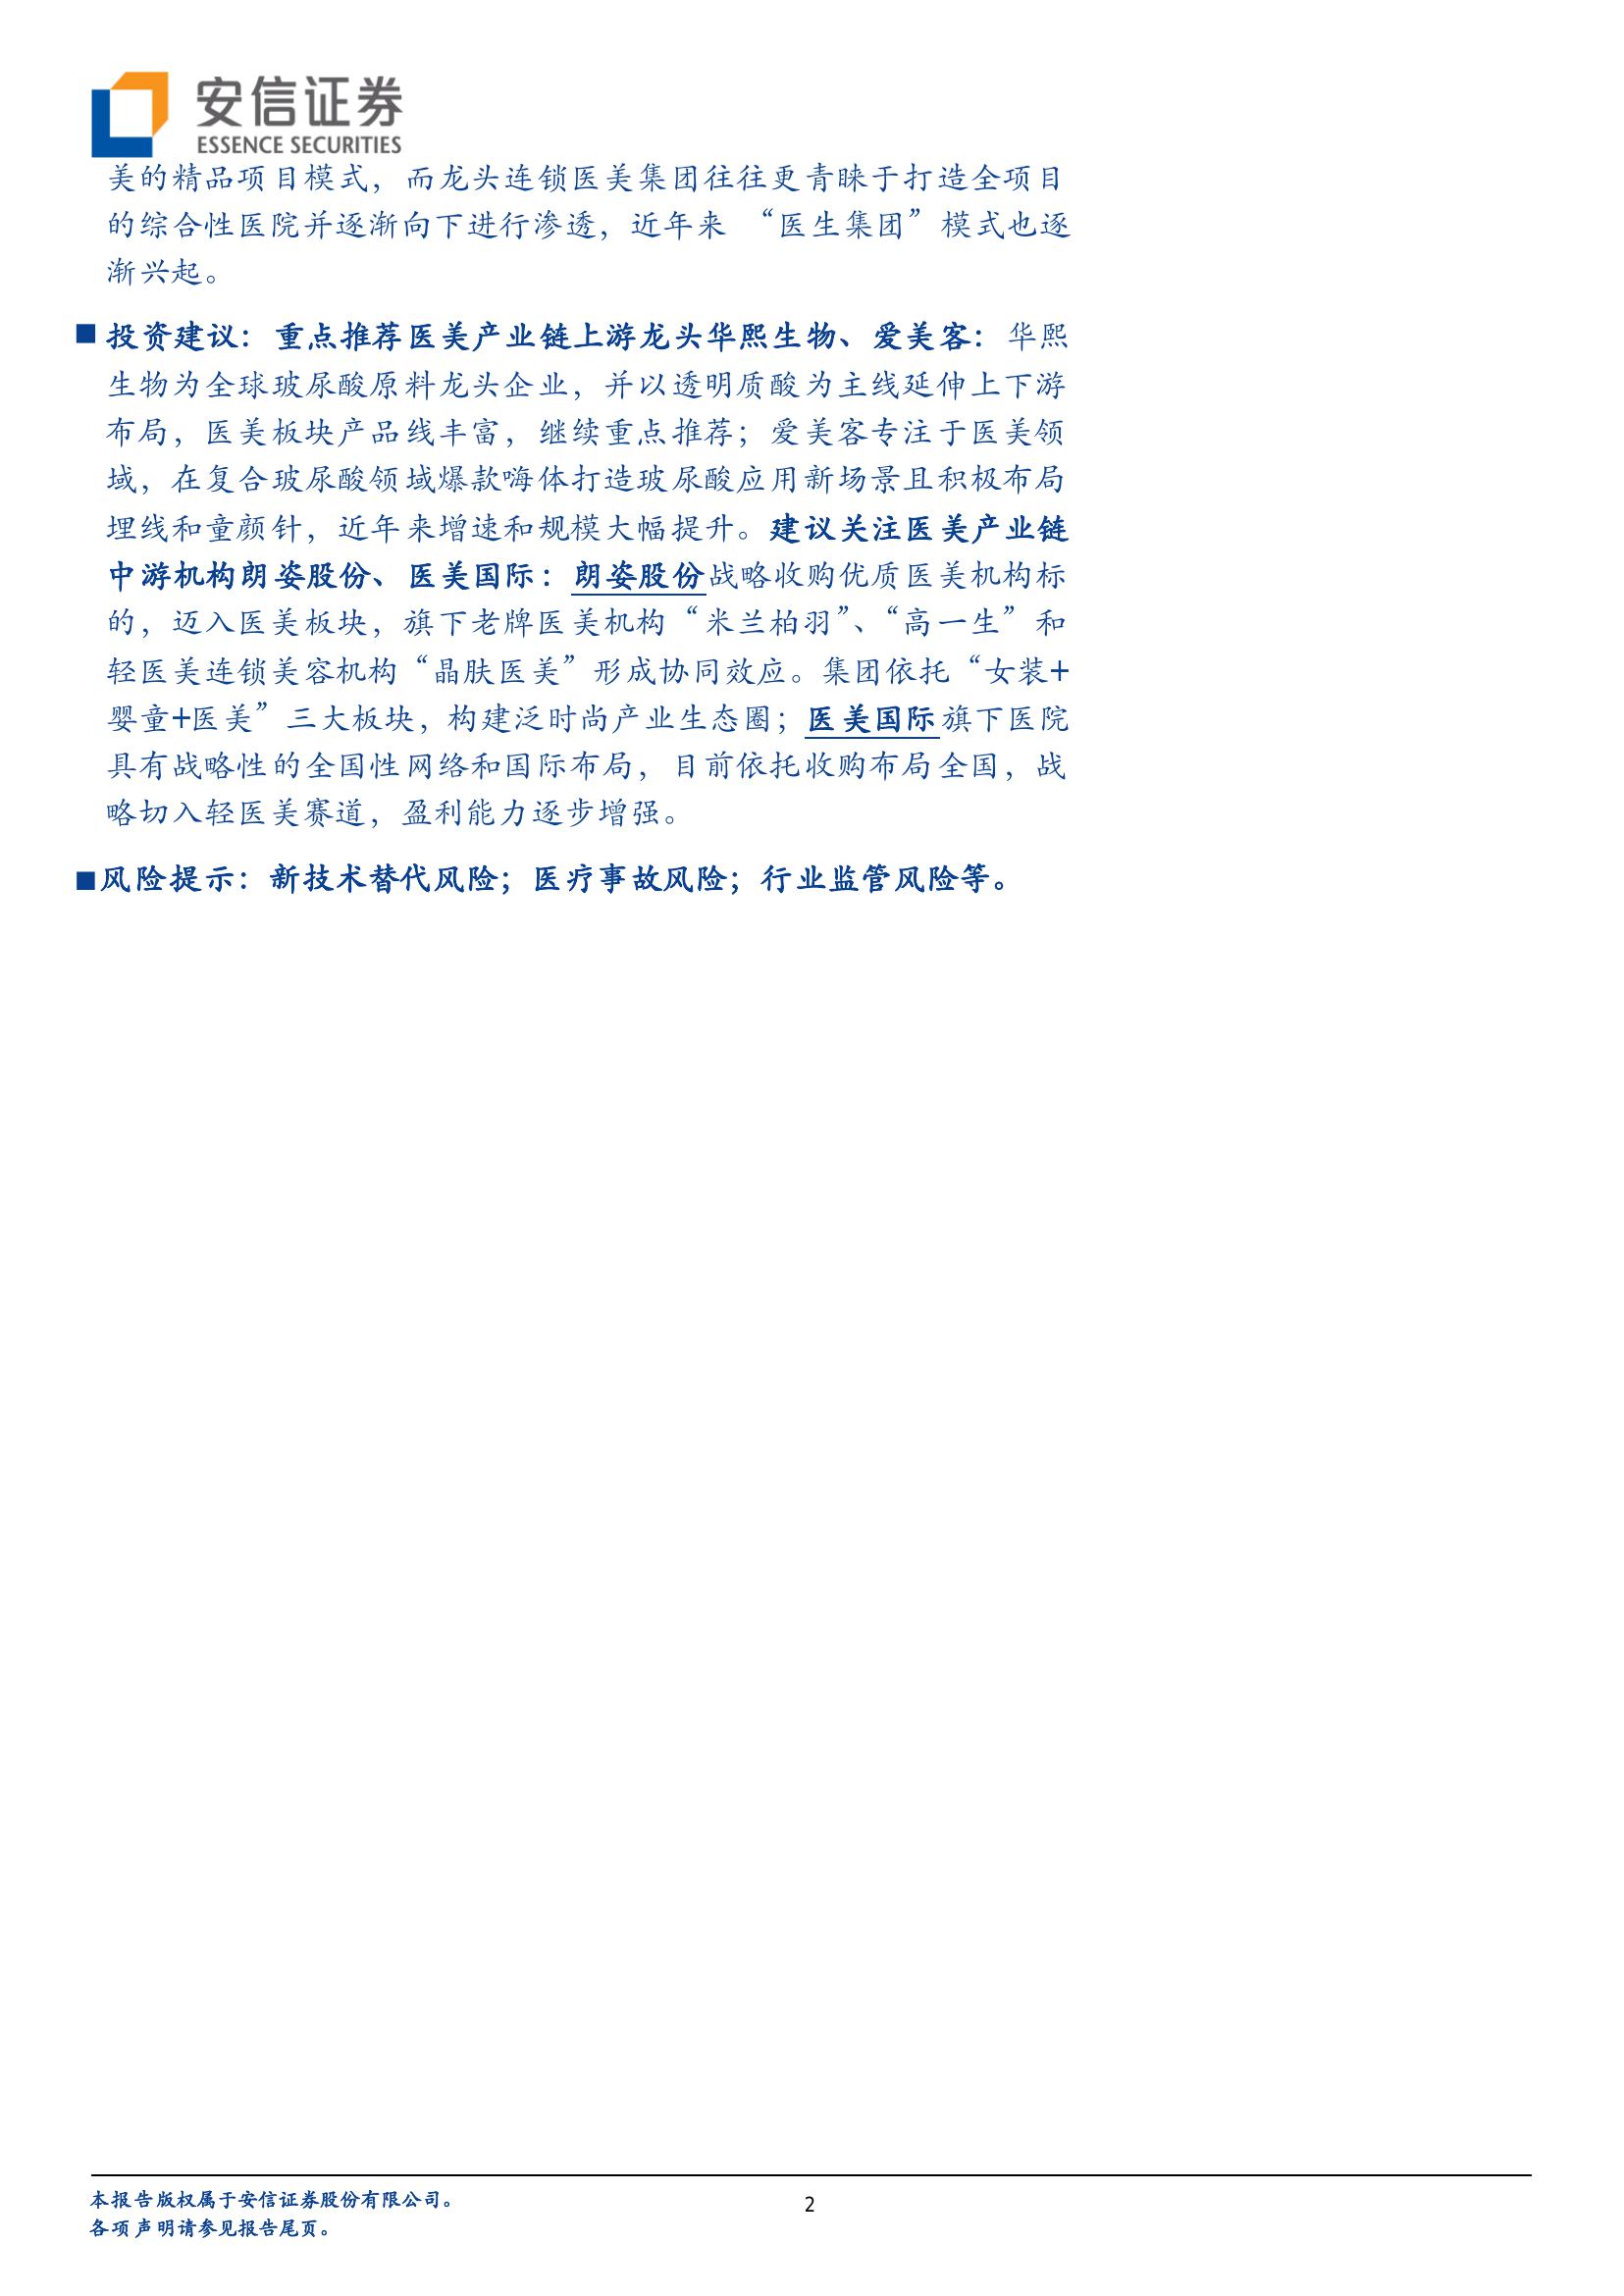 安信证券
ESSENCE SECURITIES
美的精品项目模式，而龙头连锁医美集团往往更青睐于打造全项目
的综合性医院并逐渐向下进行渗透，近年来 “医生集团”模式也逐
渐兴起。
■ 投资建议：重点推荐医美产业链上游龙头华熙生物、爱美客：华熙
生物为全球玻尿酸原料龙头企业，并以透明质酸为主线延伸上下游
布局，医美板块产品线丰富，继续重点推荐；爱美客专注于医美领
域，在复合玻尿酸领域爆款嗨体打造玻尿酸应用新场景且积极布局
埋线和童颜针，近年来增速和规模大幅提升。建议关注医美产业链
中游机构朗姿股份、医美国际：朗姿股份战略收购优质医美机构标
的，迈入医美板块，旗下老牌医美机构“米兰柏羽”、“高一生”和
轻医美连锁美容机构“晶肤医美”形成协同效应。集团依托“女装+
婴童+医美”三大板块，构建泛时尚产业生态圈；医美国际旗下医院
具有战略性的全国性网络和国际布局，目前依托收购布局全国，战
略切入轻医美赛道，盈利能力逐步增强。
■风险提示：新技术替代风险；医疗事故风险；行业监管风险等。
本报告版权属于安信证券股份有限公司。
各项声明请参见报告尾页。
2